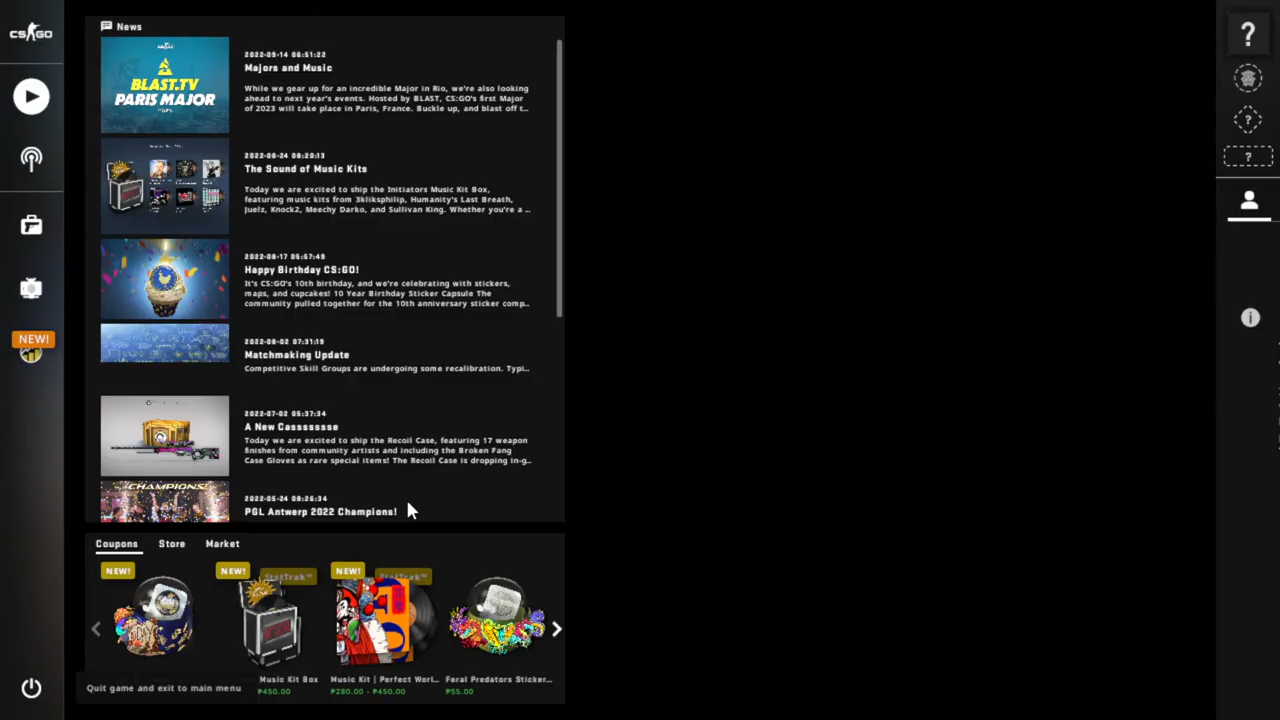 CS:GO
News
BLAST.TV
PARIS MAJOR
2022-09-14 06:51:22
Majors and Music
While we gear up for an incredible Major in Rio, we're also looking
ahead to next year's events. Hosted by BLAST, CS:GO's first Major
of 2023 will take place in Paris, France. Buckle up, and blast off t...
2022-08-24 08:20:13
The Sound of Music Kits
Today we are excited to ship the Initiators Music Kit Box,
featuring music kits from 3kliksphilip, Humanity's Last Breath,
Juelz, Knock2, Meechy Darko, and Sullivan King. Whether you're a ...
2022-08-17 05:57:49
Happy Birthday CS:GO!
It's CS:GO's 10th birthday, and we're celebrating with stickers,
maps, and cupcakes! 10 Year Birthday Sticker Capsule The
community pulled together for the 10th anniversary sticker comp...
2022-08-02 07:31:19
Matchmaking Update
Competitive Skill Groups are undergoing some recalibration. Typi...
2022-07-02 05:37:34
A New Casssssse
Today we are excited to ship the Recoil Case, featuring 17 weapon
finishes from community artists and including the Broken Fang
Case Gloves as rare special items! The Recoil Case is dropping in-g...
CHAMPIONS!
2022-05-24 08:26:34
PGL Antwerp 2022 Champions!
NEW!
Coupons Store Market
NEW! NEW! StatTrak™ NEW! StatTrak™
Music Kit Box Music Kit | Perfect Worl... Feral Predators Sticker...
₱450.00 ₱280.00 - ₱450.00 ₱55.00
Quit game and exit to main menu
?
?
?